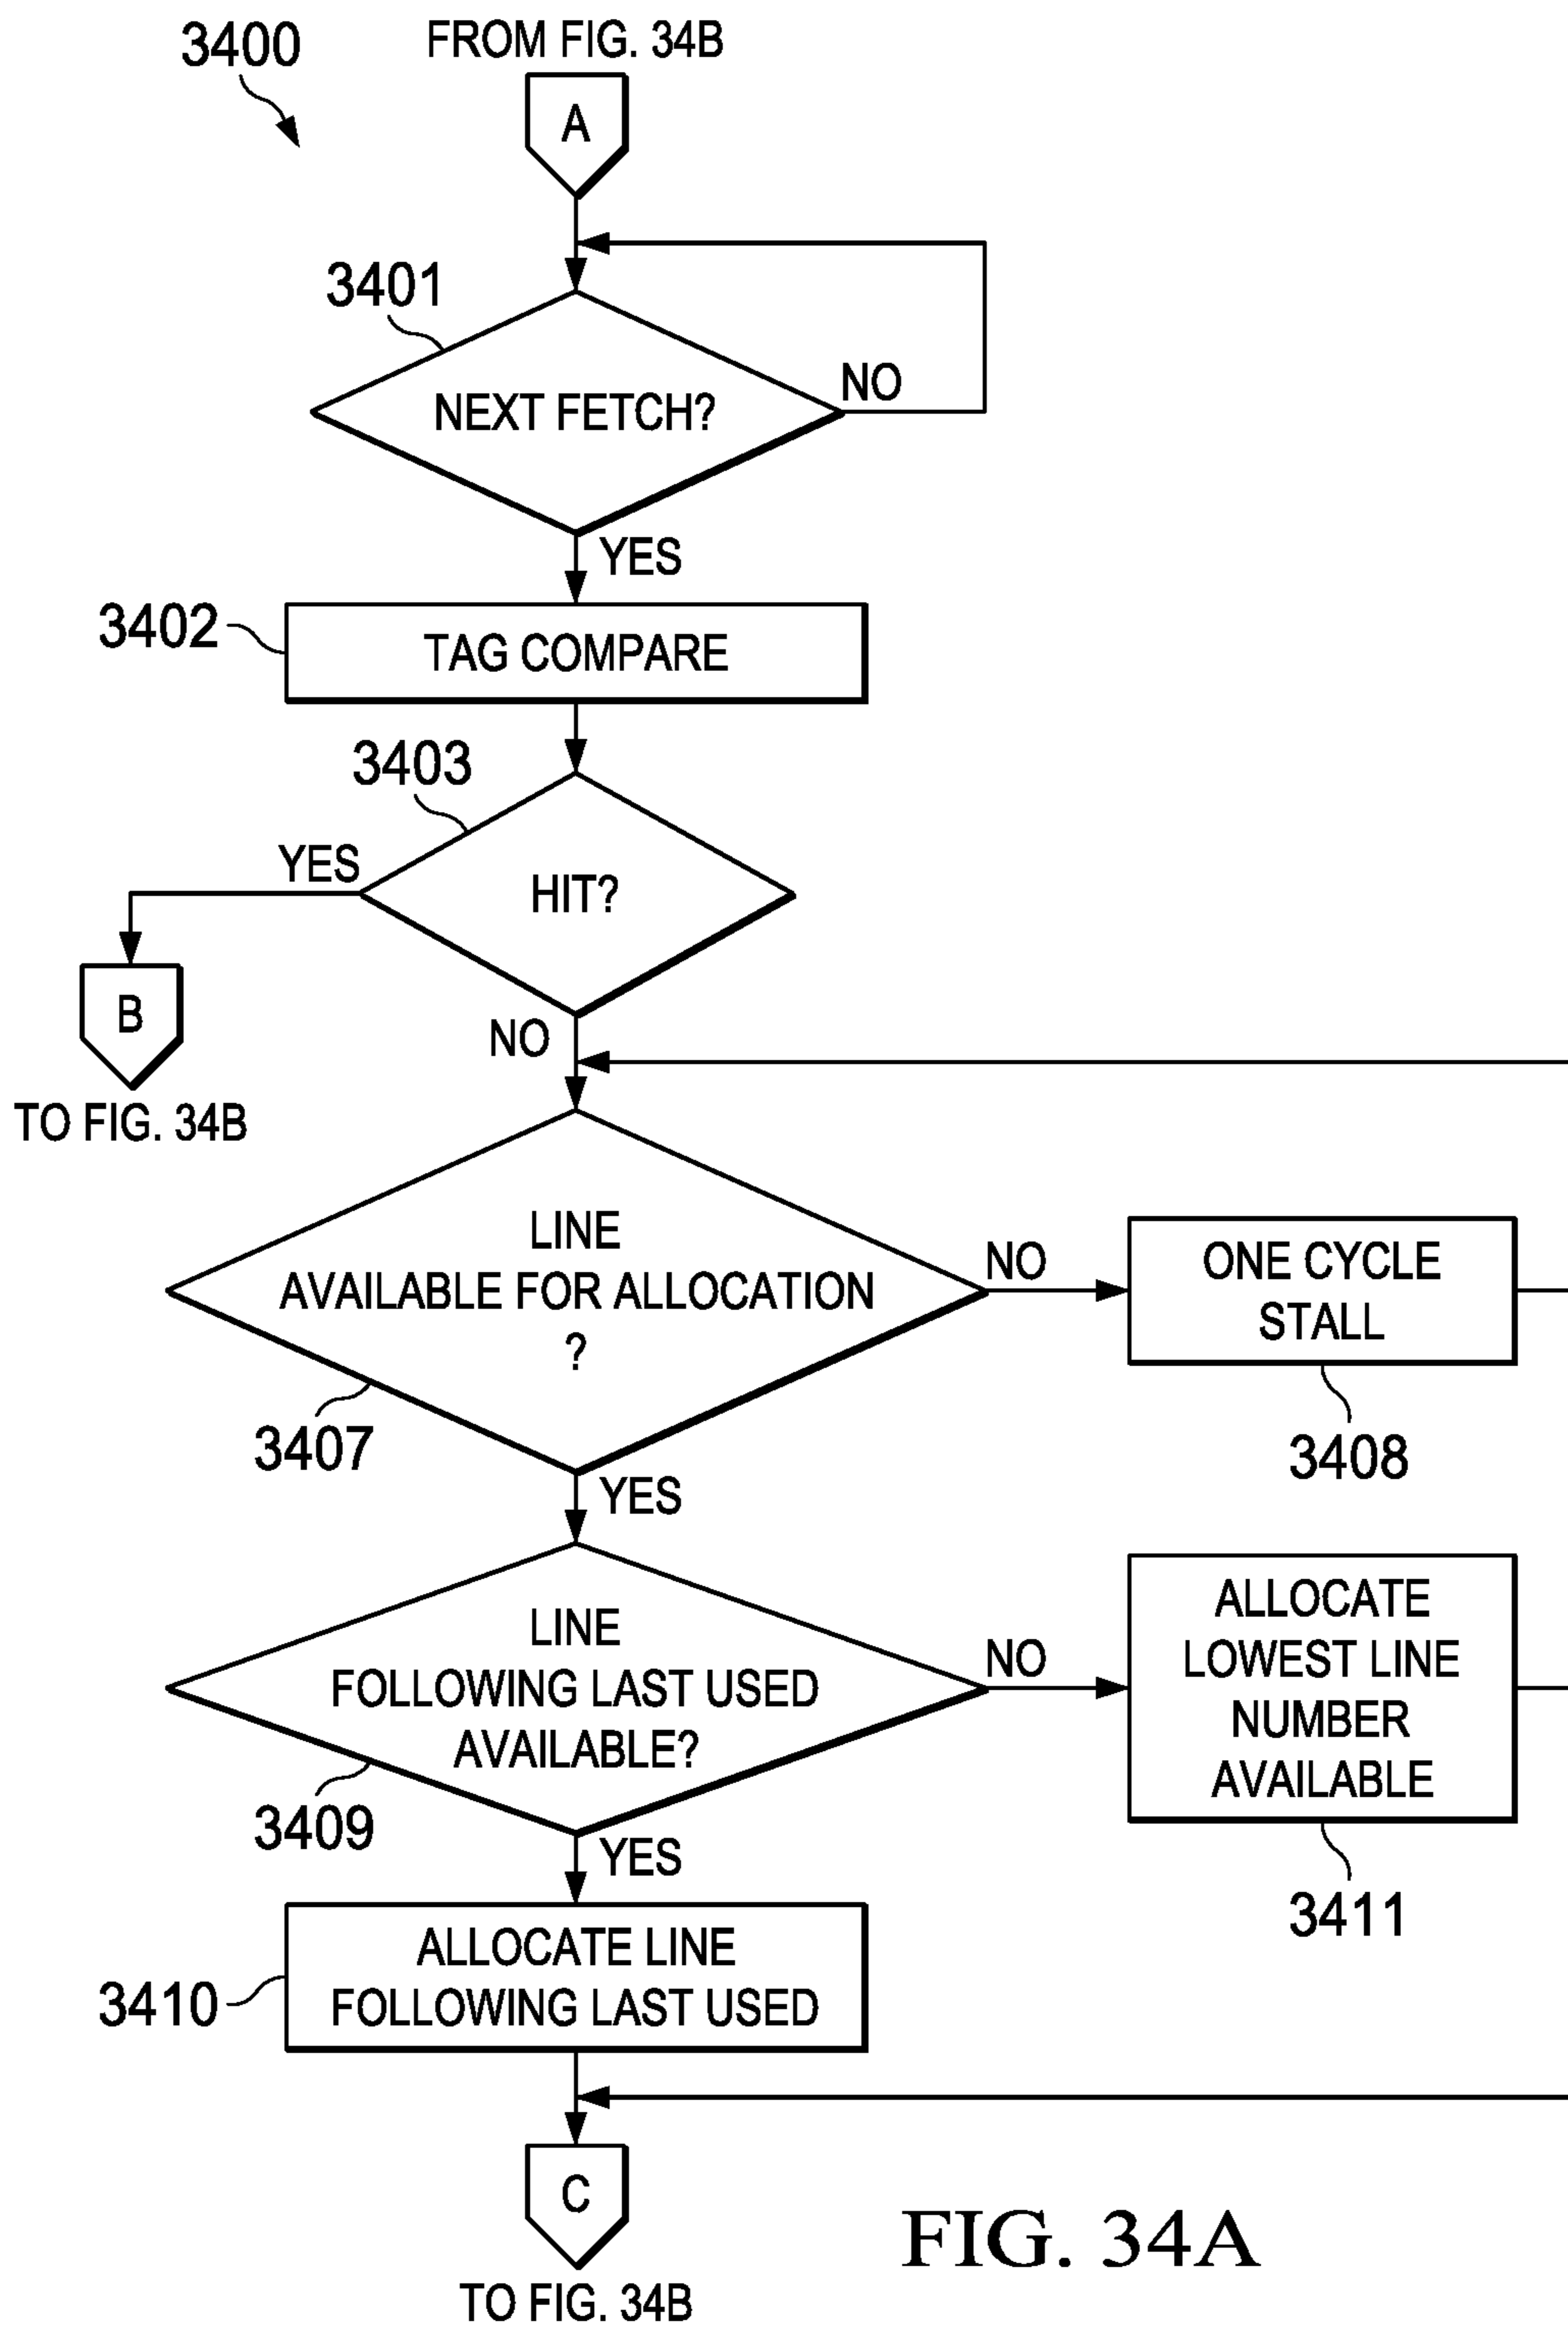 3400
FROM FIG. 34B
A
3401
NEXT FETCH?
NO
YES
3402
TAG COMPARE
3403
YES
HIT?
B
NO
TO FIG. 34B
LINE
AVAILABLE FOR ALLOCATION
?
NO
ONE CYCLE
STALL
3407
3408
YES
LINE
FOLLOWING LAST USED
AVAILABLE?
NO
ALLOCATE
LOWEST LINE
NUMBER
AVAILABLE
3409
YES
3411
3410
ALLOCATE LINE
FOLLOWING LAST USED
C
TO FIG. 34B
FIG. 34A